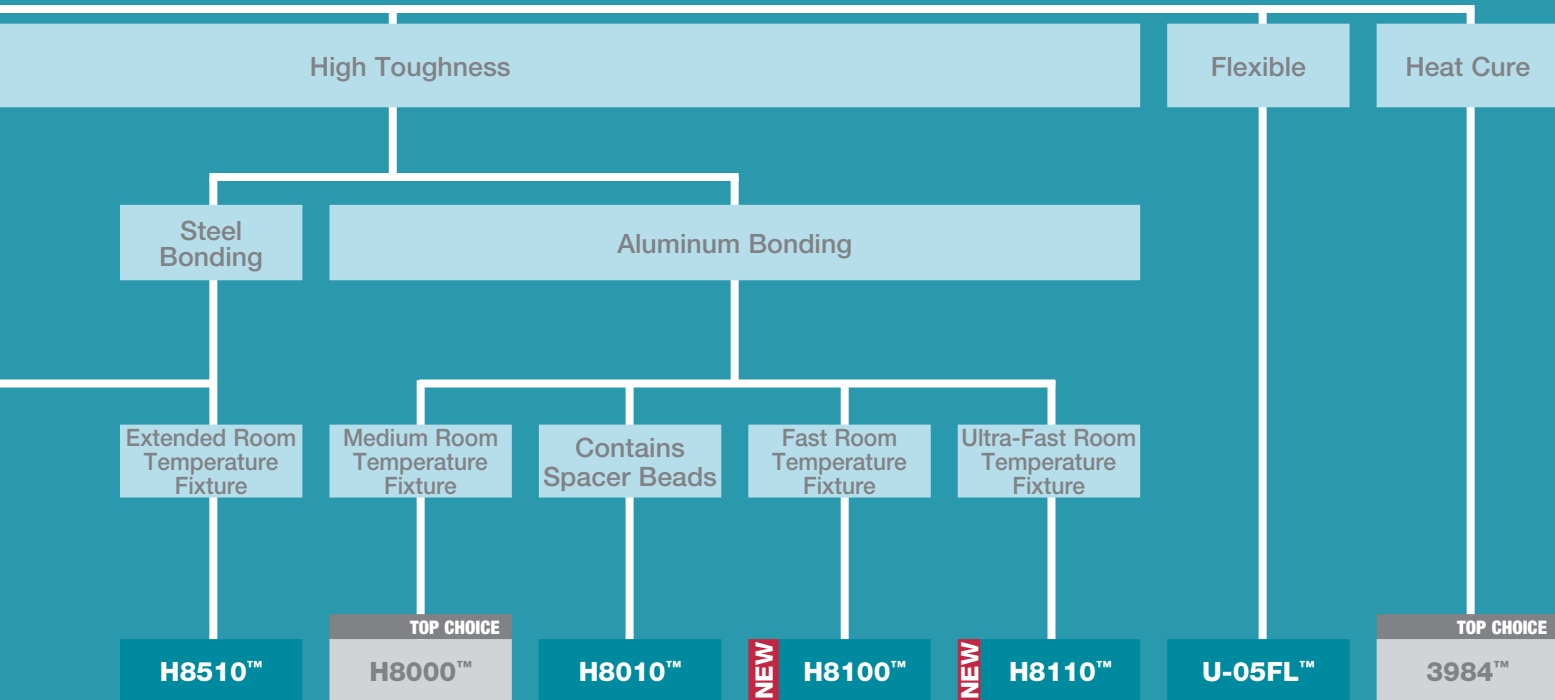 High Toughness
Flexible
Heat Cure
Steel
Bonding
Aluminum Bonding
Extended Room
Temperature
Fixture
Medium Room
Temperature
Fixture
Contains
Spacer Beads
Fast Room
Temperature
Fixture
Ultra-Fast Room
Temperature
Fixture
H8510™
TOP CHOICE
H8000™
H8010™
NEW
H8100™
NEW
H8110™
U-05FL™
TOP CHOICE
3984™